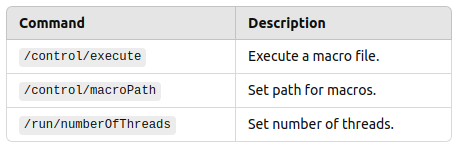 Command Description
/control/execute Execute a macro file.
/control/macroPath Set path for macros.
/run/numberOfThreads Set number of threads.